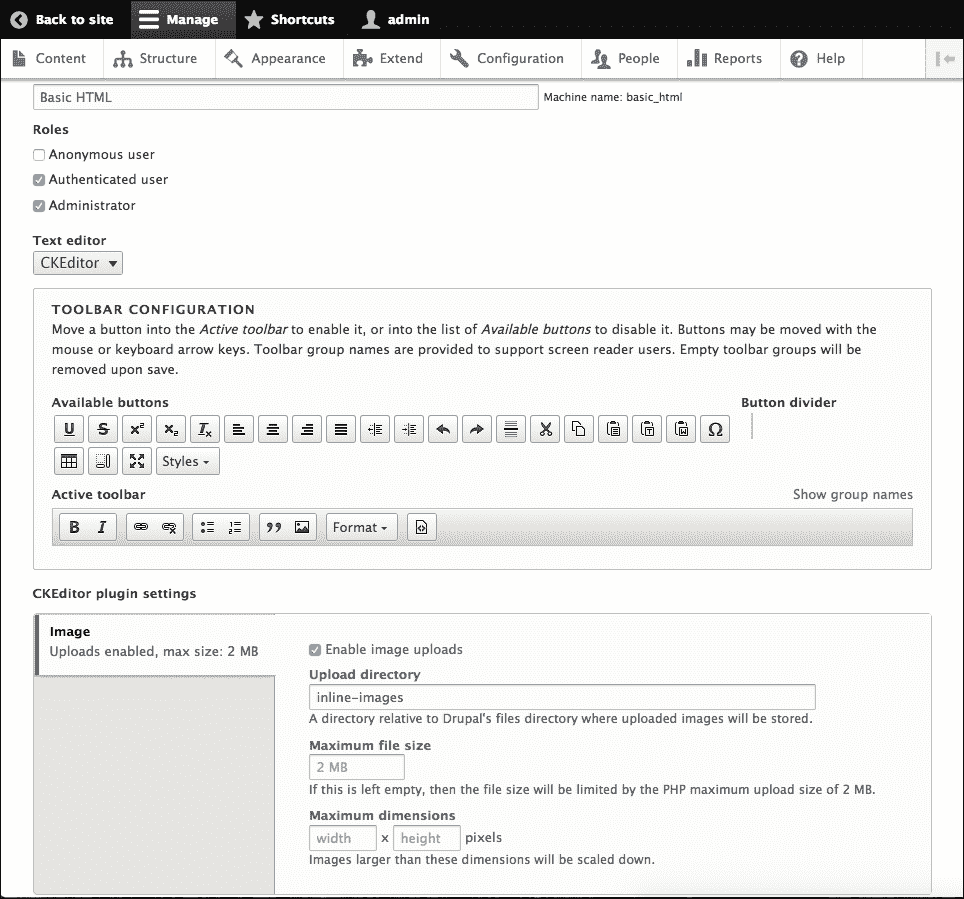 Back to site Manage Shortcuts admin
Content Structure Appearance Extend Configuration People Reports Help
Basic HTML Machine name: basic_html
Roles
Anonymous user
Authenticated user
Administrator
Text editor
CKEditor
TOOLBAR CONFIGURATION
Move a button into the Active toolbar to enable it, or into the list of Available buttons to disable it. Buttons may be moved with the
mouse or keyboard arrow keys. Toolbar group names are provided to support screen reader users. Empty toolbar groups will be
removed upon save.
Available buttons Button divider
U S x² x₂ Ix Ω
Styles
Active toolbar Show group names
B I Format
CKEditor plugin settings
Image
Uploads enabled, max size: 2 MB
Enable image uploads
Upload directory
inline-images
A directory relative to Drupal's files directory where uploaded images will be stored.
Maximum file size
2 MB
If this is left empty, then the file size will be limited by the PHP maximum upload size of 2 MB.
Maximum dimensions
width x height pixels
Images larger than these dimensions will be scaled down.